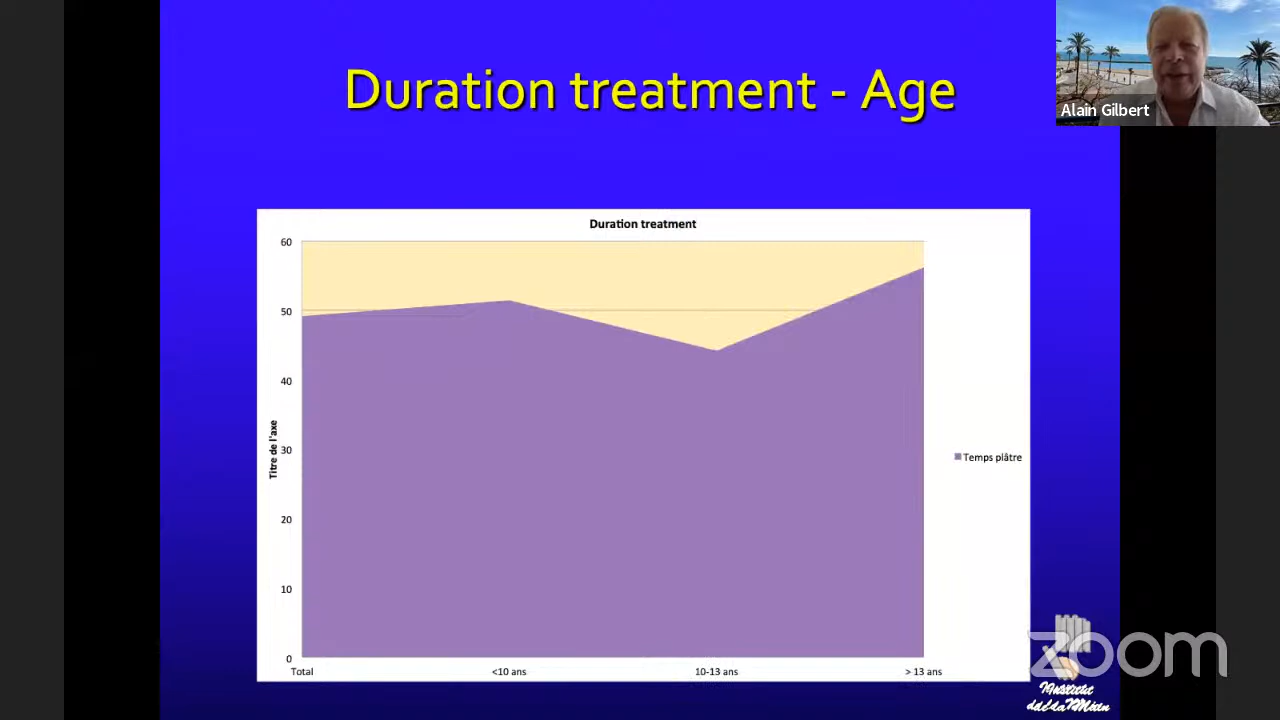 Duration treatment - Age
Alain Gilbert
Duration treatment
60
50
40
30
20
10
0
Titre de l'axe
Total
<10 ans
10-13 ans
> 13 ans
Temps plâtre
zoom